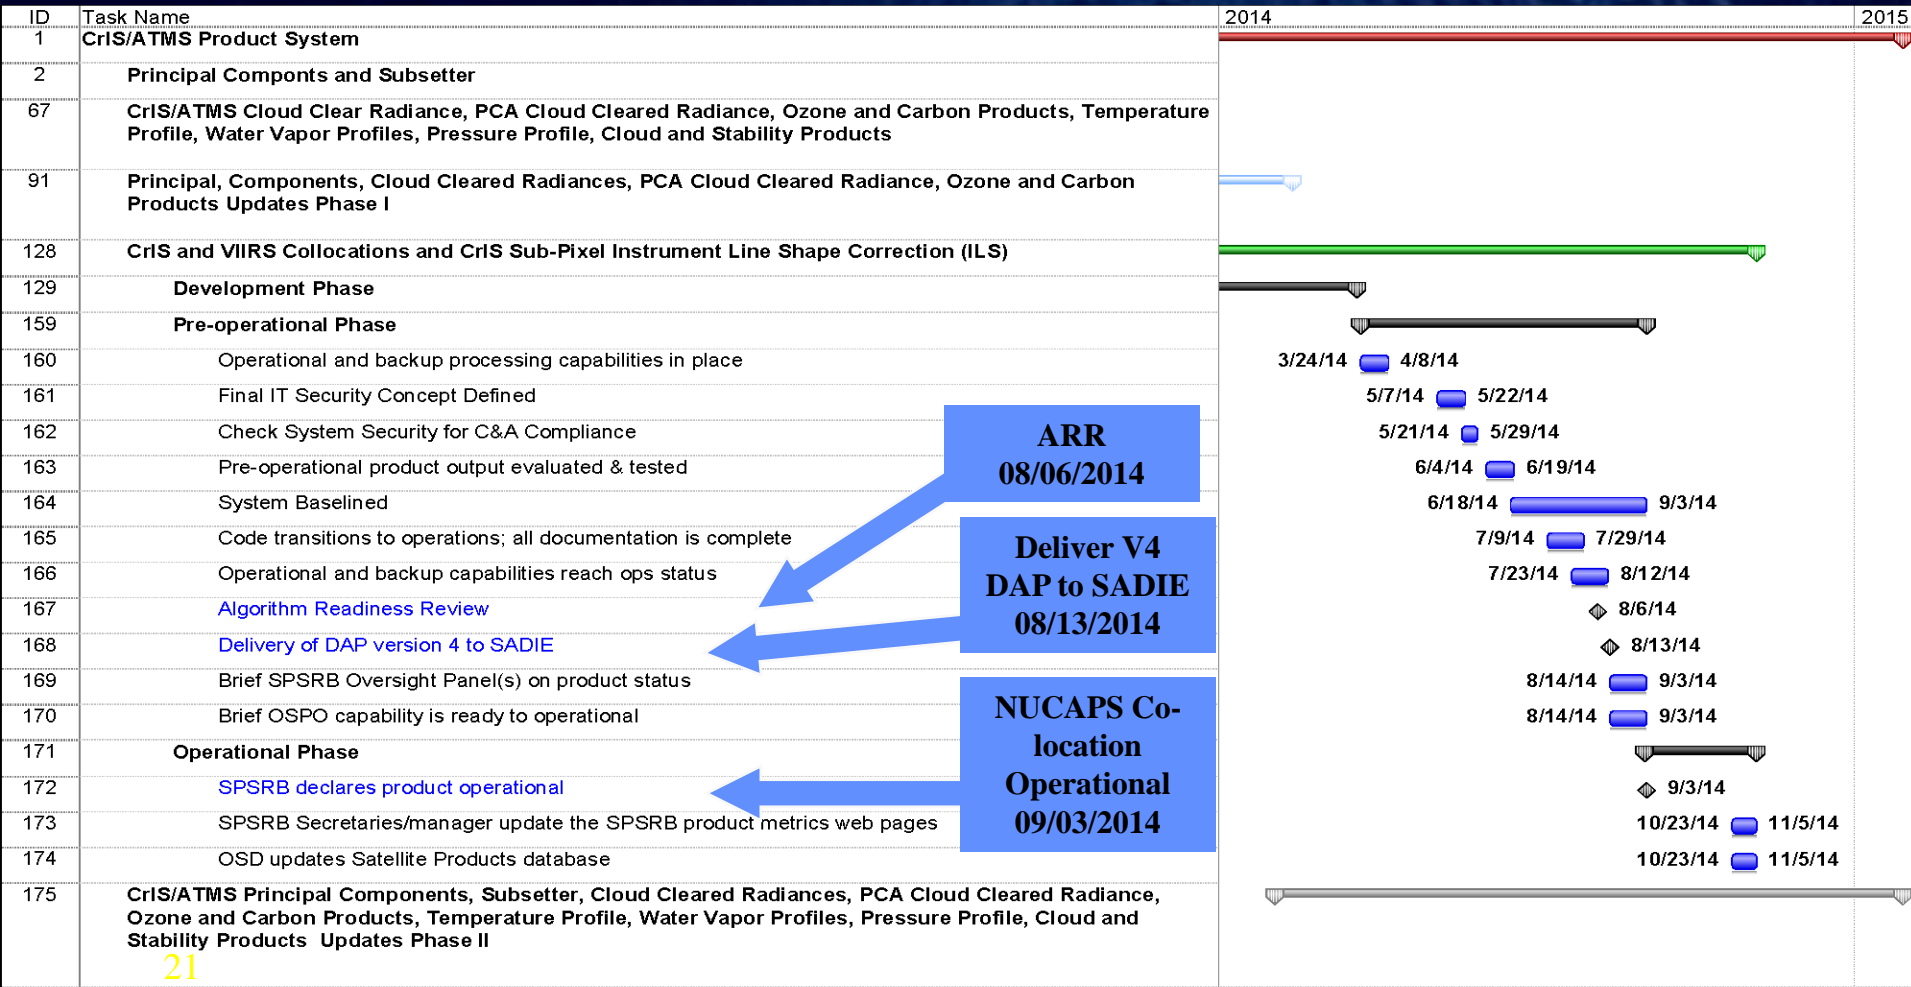 ID Task Name 2014 2015
1 CrIS/ATMS Product System
2 Principal Componts and Subsetter
67 CrIS/ATMS Cloud Clear Radiance, PCA Cloud Cleared Radiance, Ozone and Carbon Products, Temperature
Profile, Water Vapor Profiles, Pressure Profile, Cloud and Stability Products
91 Principal, Components, Cloud Cleared Radiances, PCA Cloud Cleared Radiance, Ozone and Carbon
Products Updates Phase I
128 CrIS and VIIRS Collocations and CrIS Sub-Pixel Instrument Line Shape Correction (ILS)
129 Development Phase
159 Pre-operational Phase
160 Operational and backup processing capabilities in place 3/24/14 4/8/14
161 Final IT Security Concept Defined 5/7/14 5/22/14
162 Check System Security for C&A Compliance 5/21/14 5/29/14
163 Pre-operational product output evaluated & tested 6/4/14 6/19/14
164 System Baselined 6/18/14 9/3/14
165 Code transitions to operations; all documentation is complete 7/9/14 7/29/14
166 Operational and backup capabilities reach ops status 7/23/14 8/12/14
167 Algorithm Readiness Review 8/6/14
168 Delivery of DAP version 4 to SADIE 8/13/14
169 Brief SPSRB Oversight Panel(s) on product status 8/14/14 9/3/14
170 Brief OSPO capability is ready to operational 8/14/14 9/3/14
171 Operational Phase
172 SPSRB declares product operational 9/3/14
173 SPSRB Secretaries/manager update the SPSRB product metrics web pages 10/23/14 11/5/14
174 OSD updates Satellite Products database 10/23/14 11/5/14
175 CrIS/ATMS Principal Components, Subsetter, Cloud Cleared Radiances, PCA Cloud Cleared Radiance,
Ozone and Carbon Products, Temperature Profile, Water Vapor Profiles, Pressure Profile, Cloud and
Stability Products Updates Phase II
ARR
08/06/2014
Deliver V4
DAP to SADIE
08/13/2014
NUCAPS Co-
location
Operational
09/03/2014
21